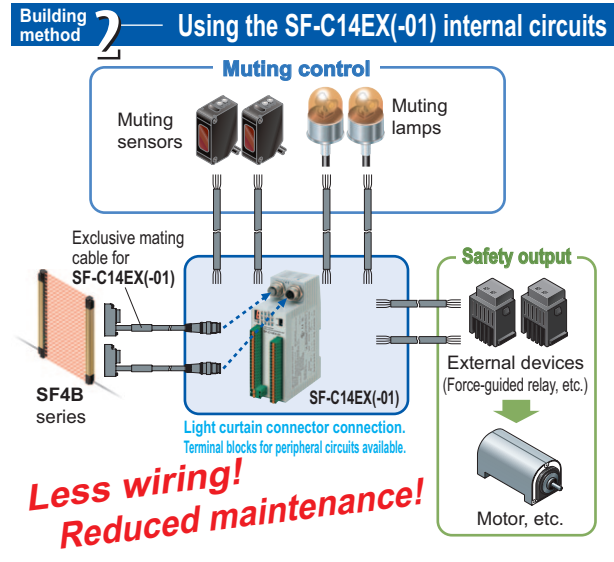 Building
method
2
Using the SF-C14EX(-01) internal circuits
Muting control
Muting
sensors
Muting
lamps
Exclusive mating
cable for
SF-C14EX(-01)
SF4B
series
SF-C14EX(-01)
Light curtain connector connection.
Terminal blocks for peripheral circuits available.
Safety output
External devices
(Force-guided relay, etc.)
Motor, etc.
Less wiring!
Reduced maintenance!